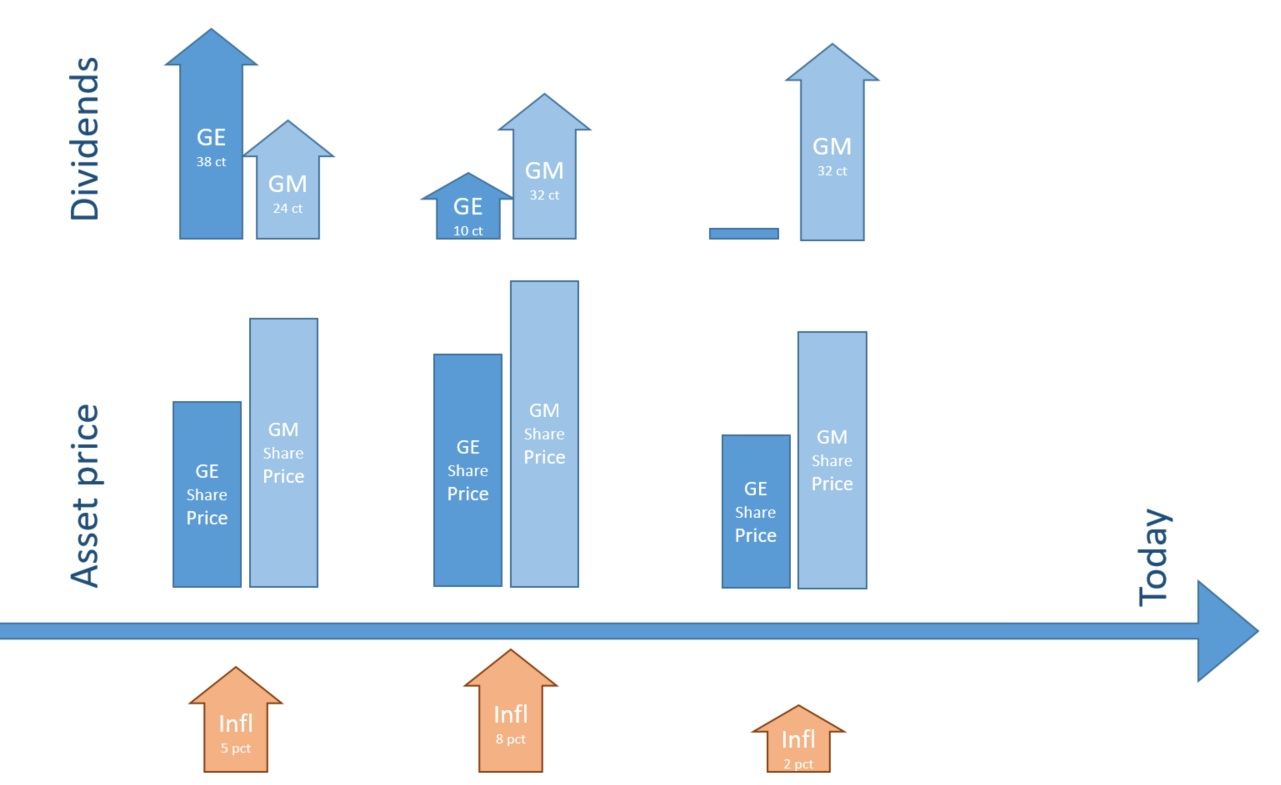 Dividends
GE
38 ct
GM
24 ct
GE
10 ct
GM
32 ct
GM
32 ct
Asset price
GE
Share
Price
GM
Share
Price
GE
Share
Price
GM
Share
Price
GE
Share
Price
GM
Share
Price
Today
Infl
5 pct
Infl
8 pct
Infl
2 pct